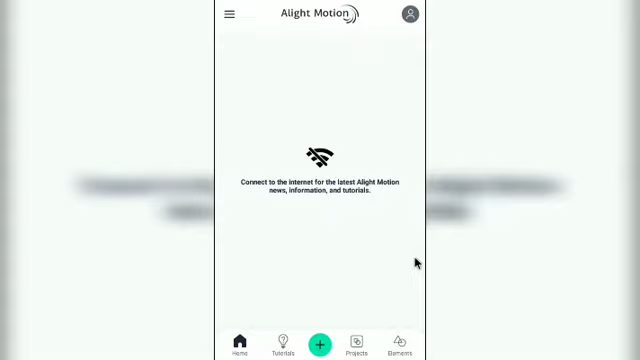 Alight Motion
Connect to the internet for the latest Alight Motion
news, information, and tutorials.
Home
Tutorials
Projects
Elements